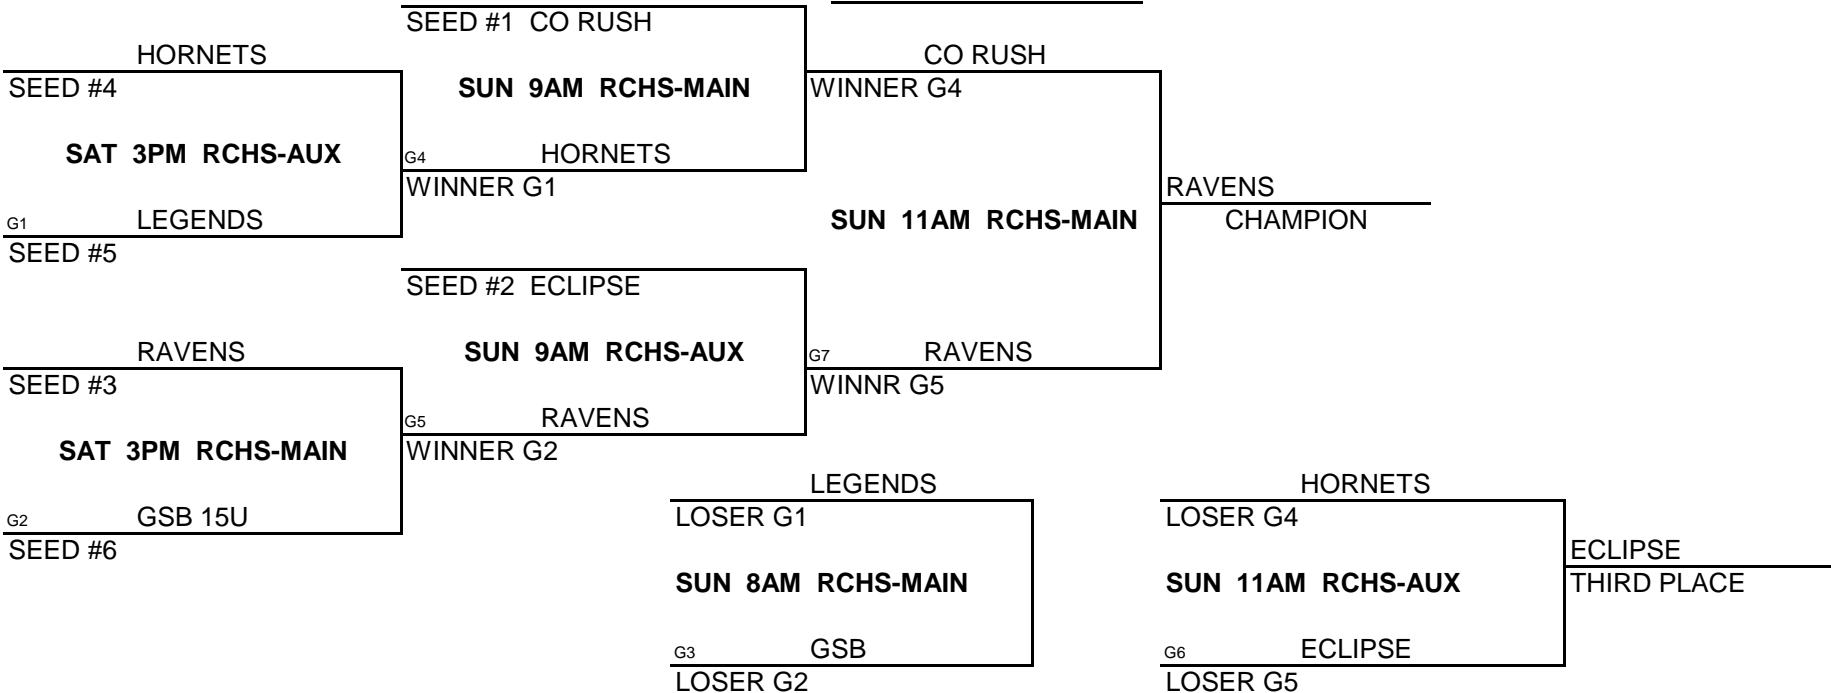 SEED #1 CO RUSH
HORNETS
CO RUSH
SEED #4
SUN 9AM RCHS-MAIN
WINNER G4
SAT 3PM RCHS-AUX
G4 HORNETS
WINNER G1
RAVENS
G1 LEGENDS
SUN 11AM RCHS-MAIN
CHAMPION
SEED #5
SEED #2 ECLIPSE
RAVENS
SUN 9AM RCHS-AUX
G7 RAVENS
SEED #3
WINNR G5
G5 RAVENS
SAT 3PM RCHS-MAIN
WINNER G2
LEGENDS
HORNETS
G2 GSB 15U
LOSER G1
LOSER G4
SEED #6
ECLIPSE
SUN 8AM RCHS-MAIN
SUN 11AM RCHS-AUX
THIRD PLACE
G3 GSB
G6 ECLIPSE
LOSER G2
LOSER G5